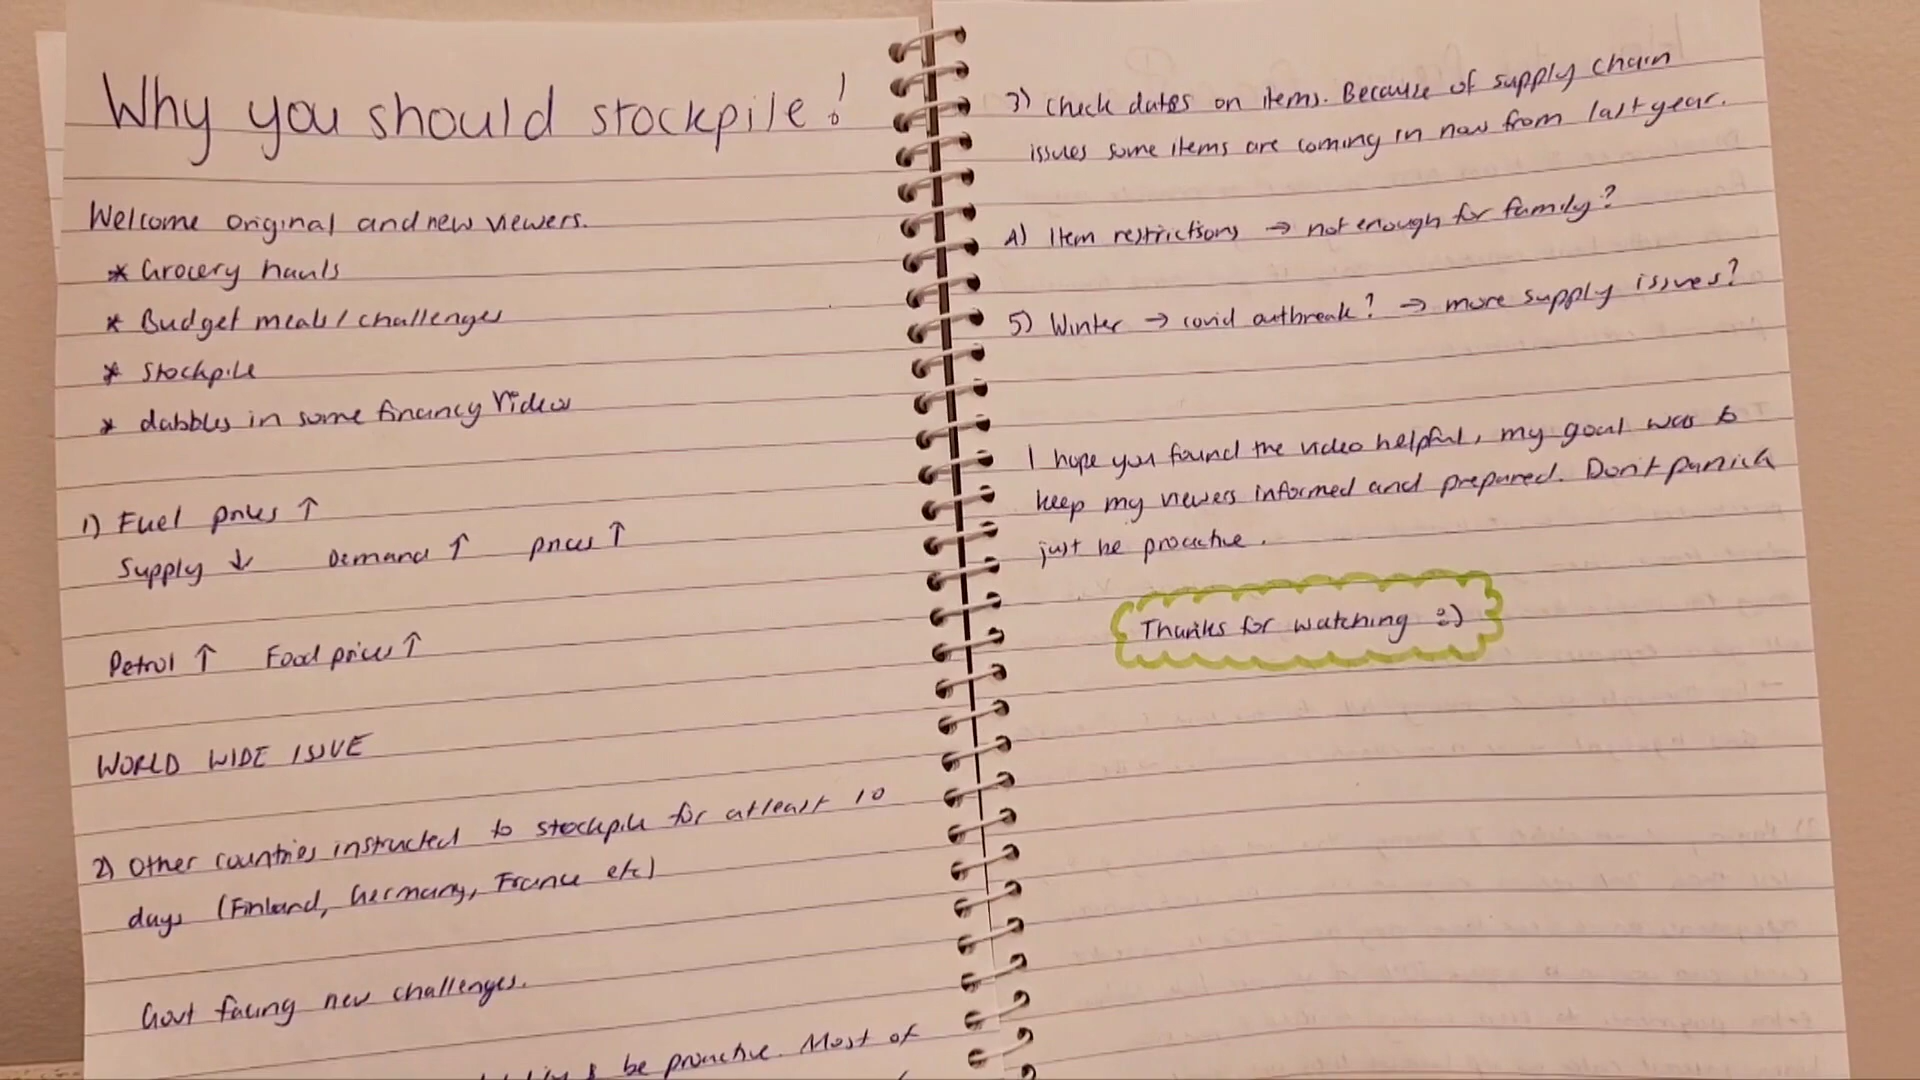 Why you should stockpile!
Welcome original and new viewers.
* Grocery hauls
* Budget meals / challenges
* Stockpile
* dabbles in some financy Videos
1) Fuel prices ↑
Supply ↓ Demand ↑ prices ↑
Petrol ↑ Food prices ↑
WORLD WIDE ISSUE
2) Other countries instructed to stockpile for atleast 10
days (Finland, Germany, France etc)
Govt facing new challenges.
be proactive. Most of
3) Check dates on items. Because of supply chain
issues some items are coming in now from last year.
4) Item restrictions → not enough for family?
5) Winter → covid outbreak? → more supply issues?
I hope you found the video helpful, my goal was to
keep my viewers informed and prepared. Don't panick
just be proactive.
Thanks for watching :)